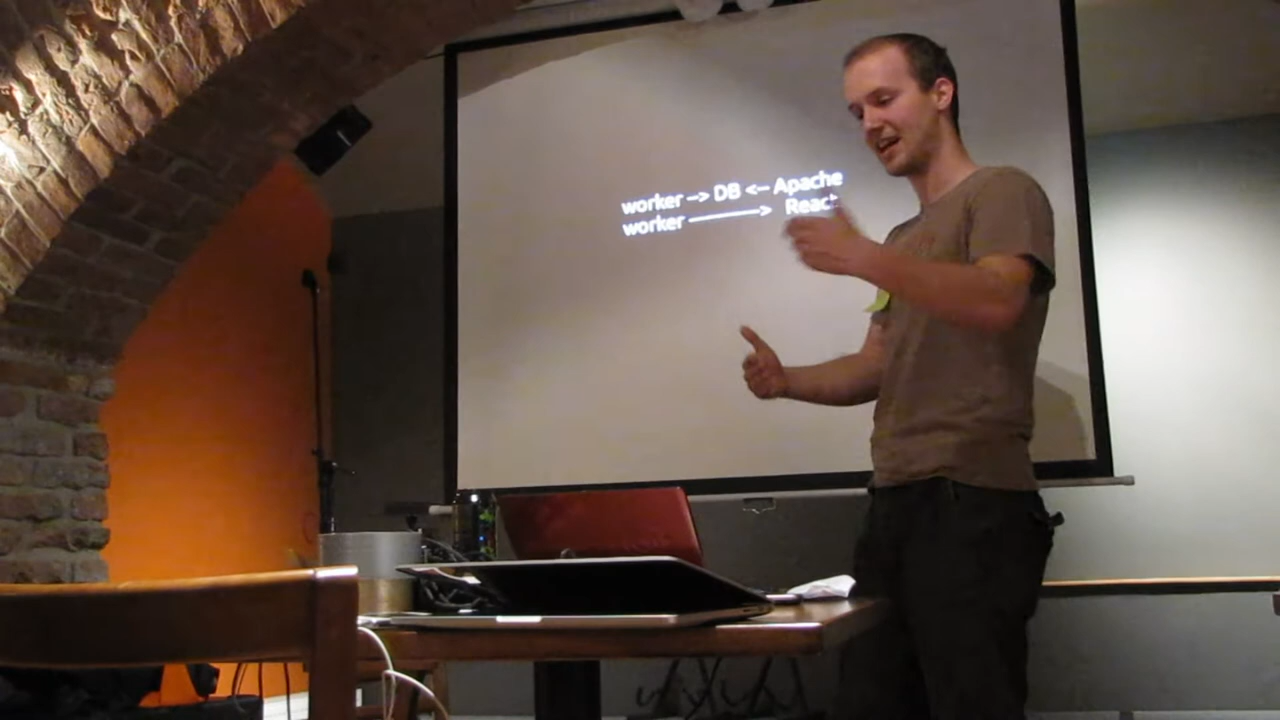 worker --> DB <-- Apache
worker ----------> React